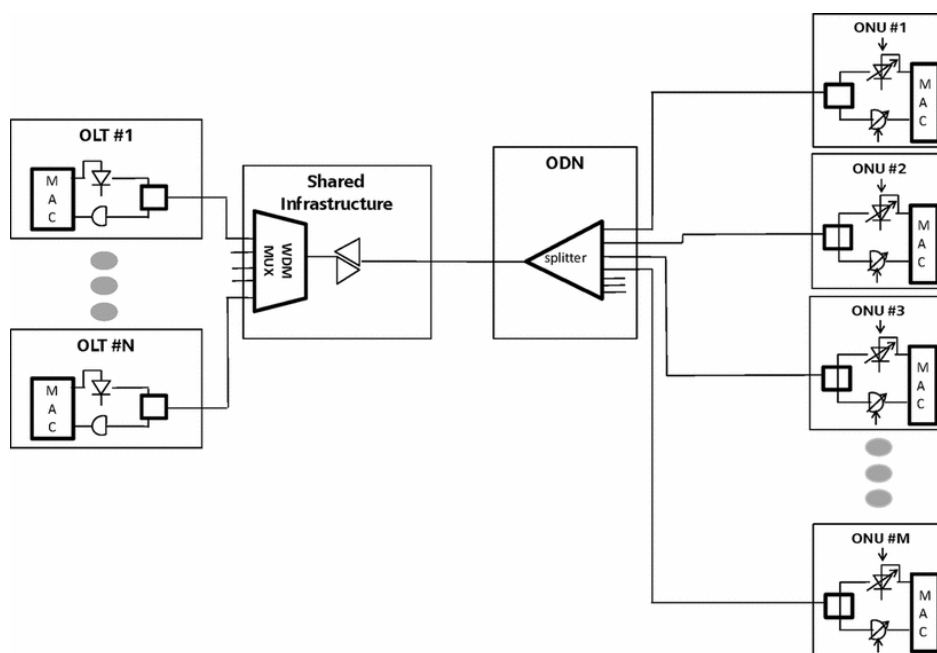 OLT #1
M
A
C
OLT #N
M
A
C
Shared
Infrastructure
WDM
MUX
ODN
splitter
ONU #1
M
A
C
ONU #2
M
A
C
ONU #3
M
A
C
ONU #M
M
A
C